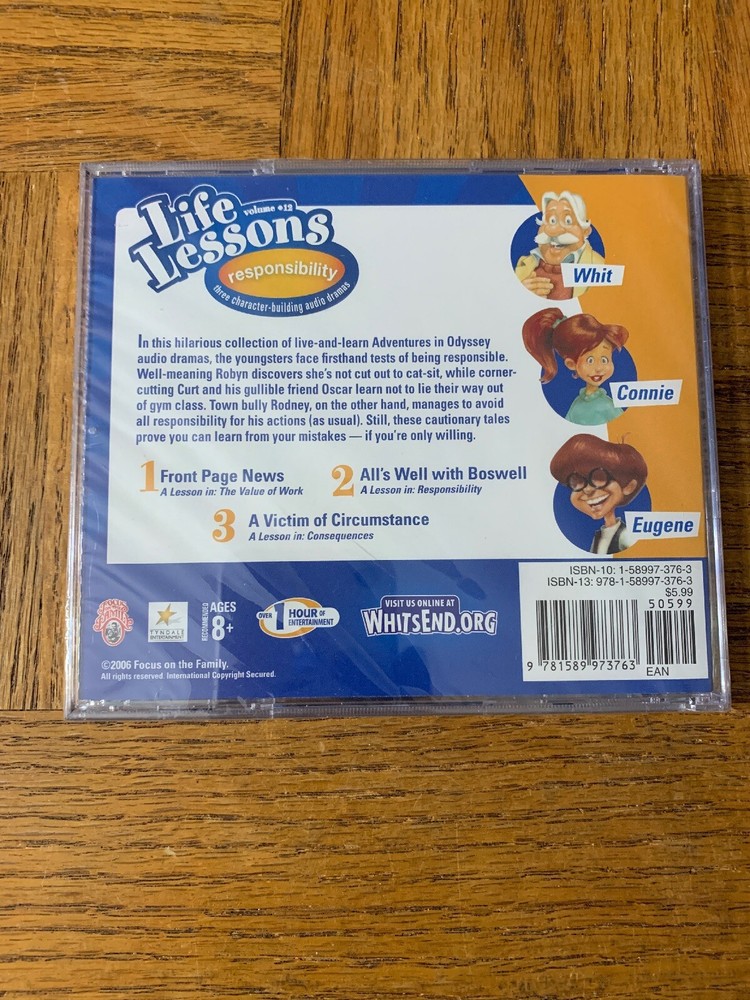 Life
Lessons
volume #12
responsibility
three character-building audio dramas
Whit
In this hilarious collection of live-and-learn Adventures in Odyssey
audio dramas, the youngsters face firsthand tests of being responsible.
Well-meaning Robyn discovers she's not cut out to cat-sit, while corner-
cutting Curt and his gullible friend Oscar learn not to lie their way out
of gym class. Town bully Rodney, on the other hand, manages to avoid
all responsibility for his actions (as usual). Still, these cautionary tales
prove you can learn from your mistakes — if you're only willing.
Connie
1 Front Page News
A Lesson in: The Value of Work
2 All's Well with Boswell
A Lesson in: Responsibility
3 A Victim of Circumstance
A Lesson in: Consequences
Eugene
ISBN-10: 1-58997-376-3
ISBN-13: 978-1-58997-376-3
$5.99
50599
9 781589 973763
EAN
TYNDALE
ENTERTAINMENT
RECOMMENDED
AGES
8+
OVER 1 HOUR OF
ENTERTAINMENT
VISIT US ONLINE AT
WHITSEND.ORG
©2006 Focus on the Family.
All rights reserved. International Copyright Secured.